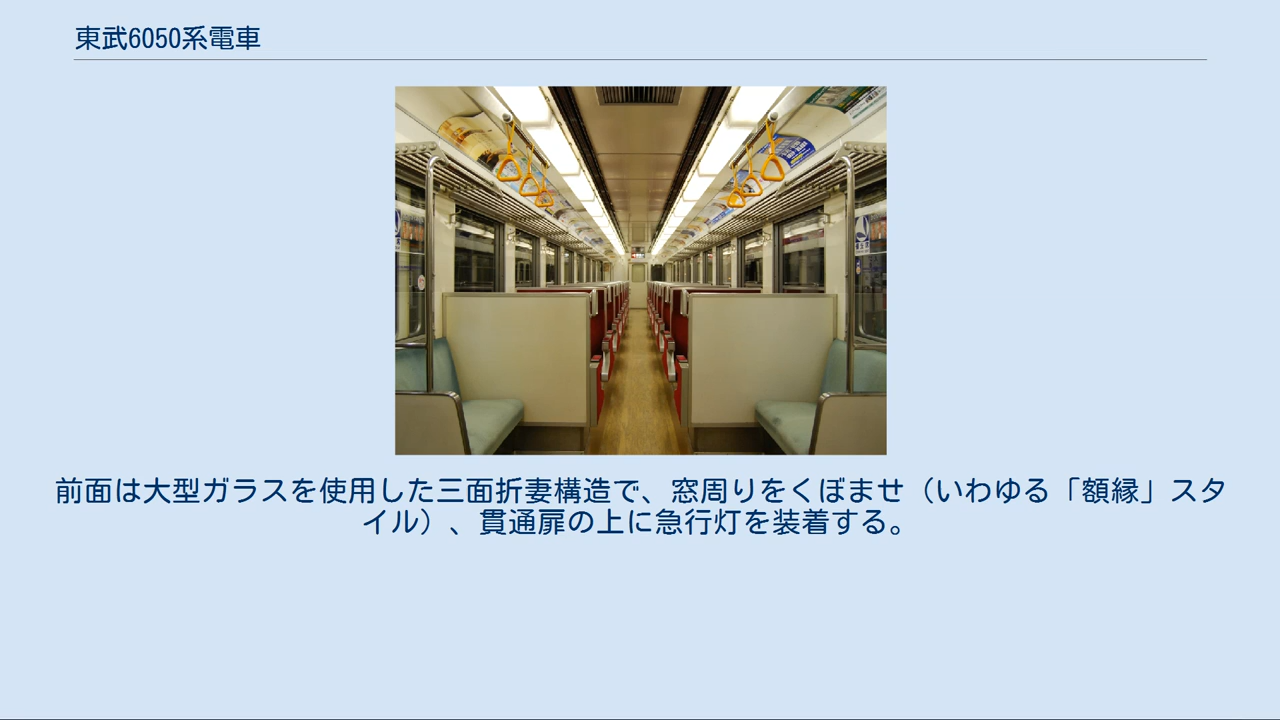 東武6050系電車
前面は大型ガラスを使用した三面折妻構造で、窓周りをくぼませ（いわゆる「額縁」スタ
イル）、貫通扉の上に急行灯を装着する。